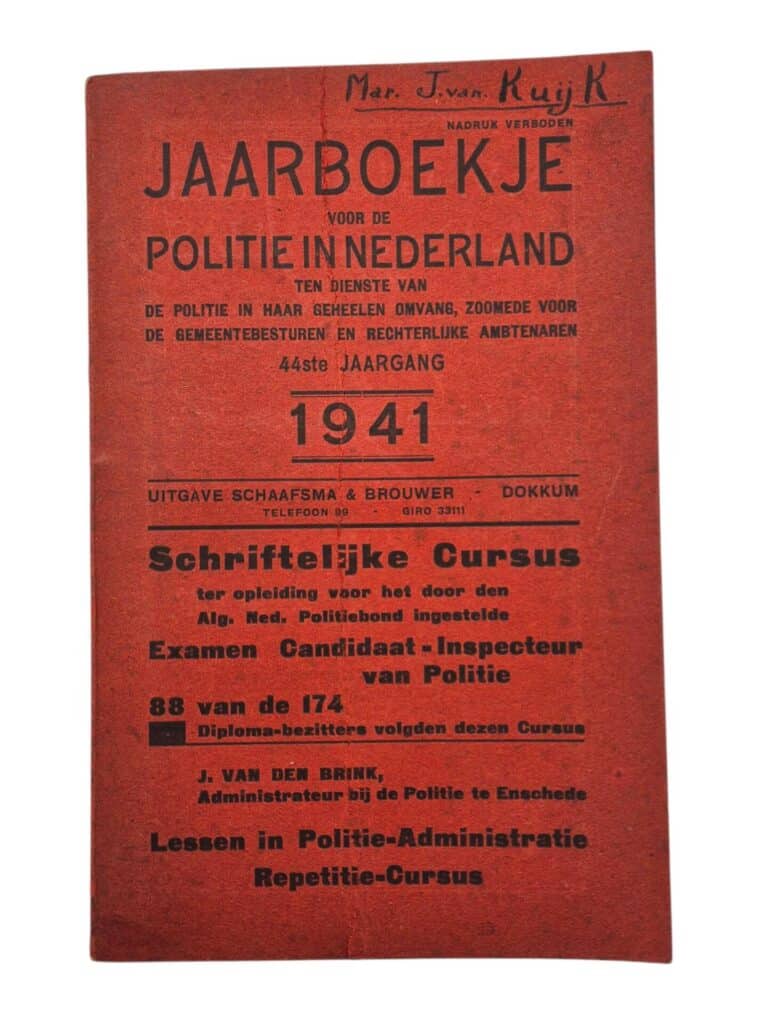 Mar. J. van. Kuijk.
NADRUK VERBODEN
JAARBOEKJE
VOOR DE
POLITIE IN NEDERLAND
TEN DIENSTE VAN
DE POLITIE IN HAAR GEHEELEN OMVANG, ZOOMEDE VOOR
DE GEMEENTEBESTUREN EN RECHTERLIJKE AMBTENAREN
44ste JAARGANG
1941
UITGAVE SCHAAFSMA & BROUWER - DOKKUM
TELEFOON 99 - GIRO 33111
Schriftelijke Cursus
ter opleiding voor het door den
Alg. Ned. Politiebond ingestelde
Examen Candidaat-Inspecteur
van Politie
88 van de 174
Diploma-bezitters volgden dezen Cursus
J. VAN DEN BRINK,
Administrateur bij de Politie te Enschede
Lessen in Politie-Administratie
Repetitie-Cursus